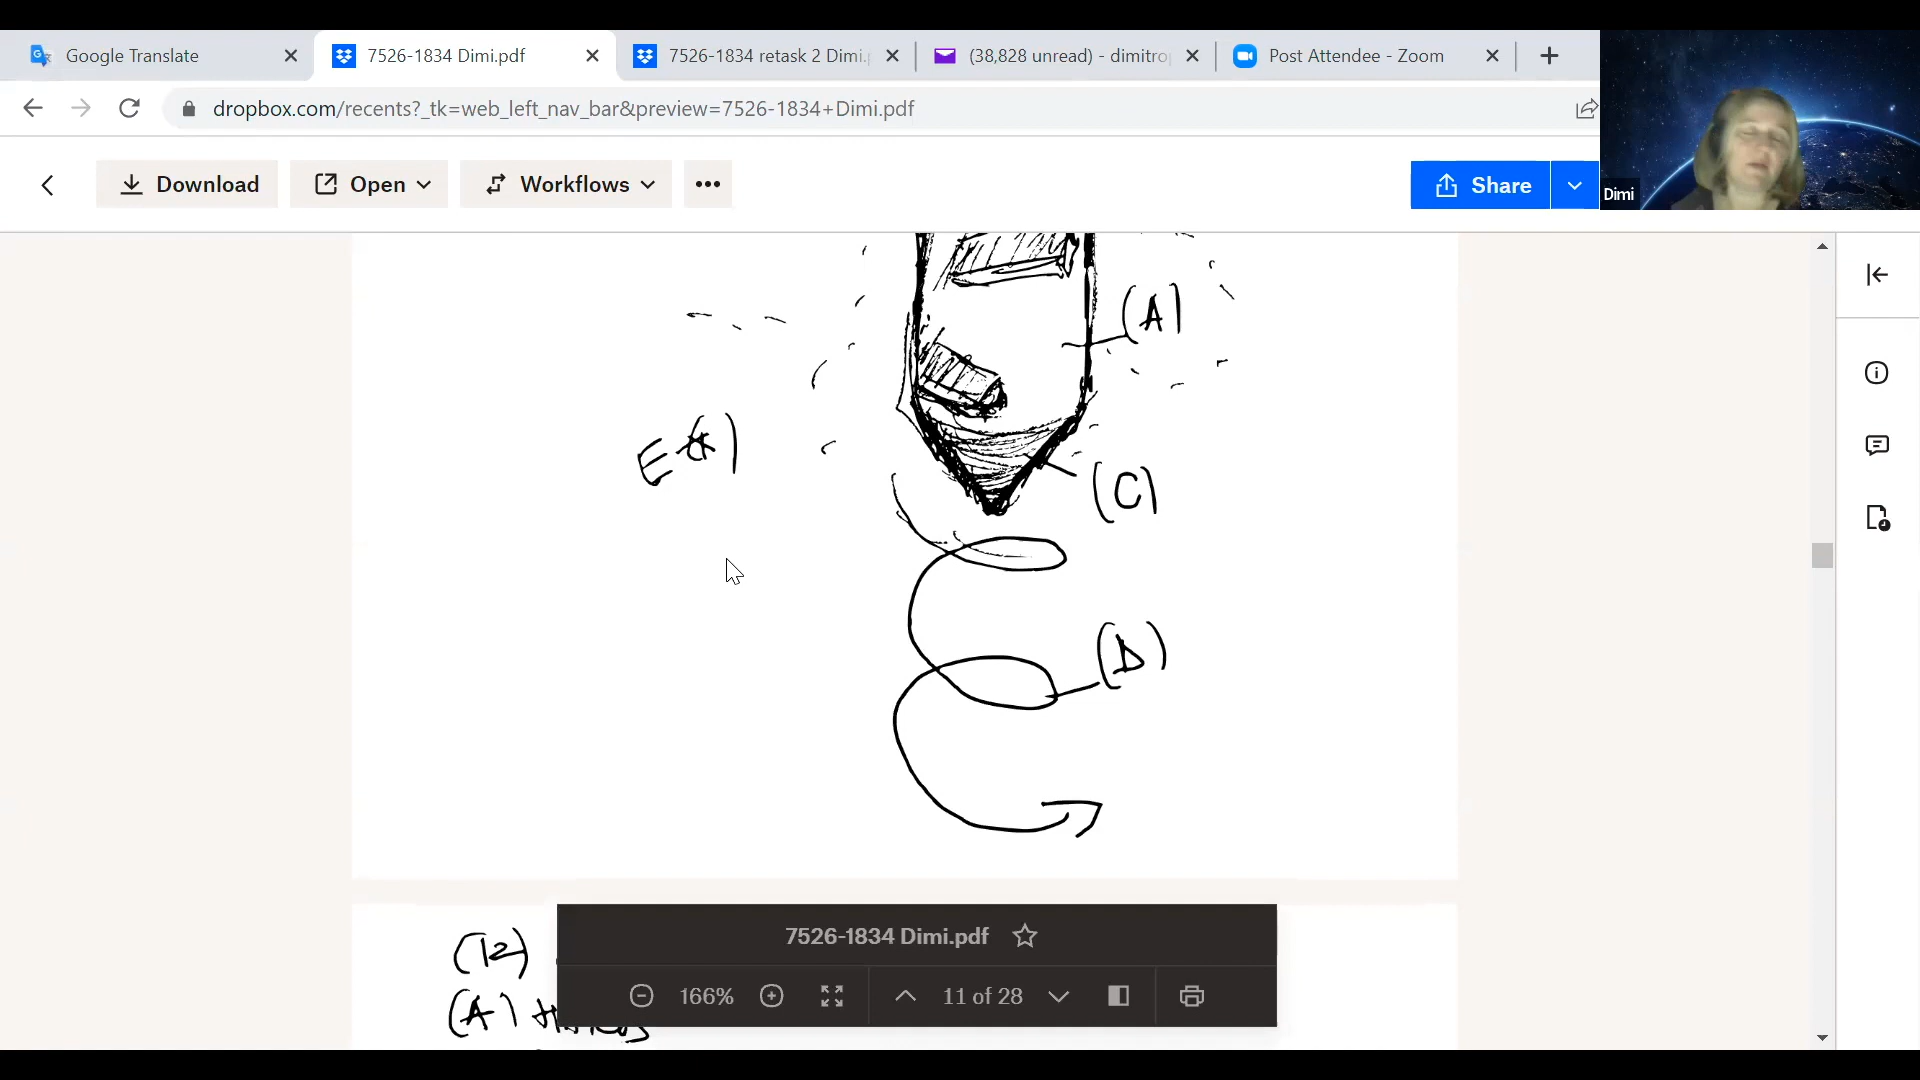 Google Translate
7526-1834 Dimi.pdf
7526-1834 retask 2 Dimi.p
(38,828 unread) - dimitro
Post Attendee - Zoom
dropbox.com/recents?_tk=web_left_nav_bar&preview=7526-1834+Dimi.pdf
Download
Open
Workflows
Share
Dimi
(A)
(C)
(D)
(12)
(A)
7526-1834 Dimi.pdf
166%
11 of 28